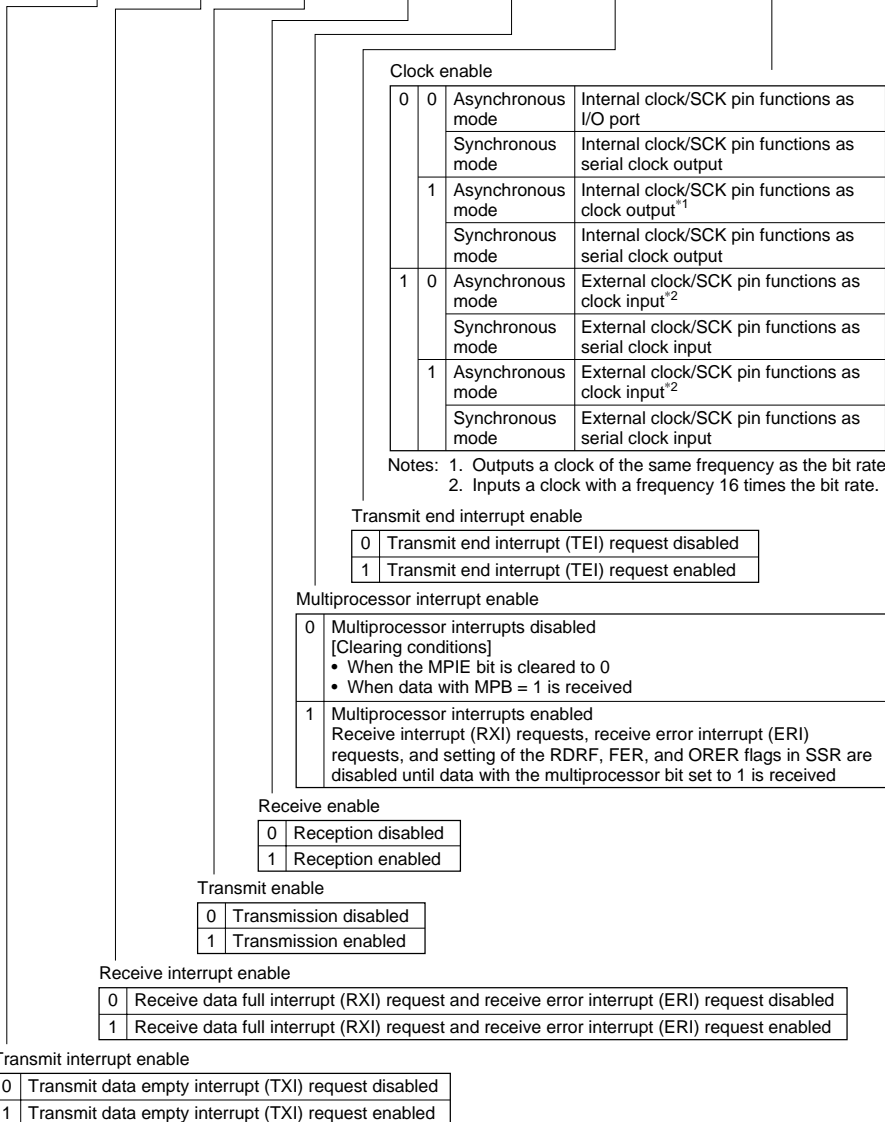 Clock enable
0 0 Asynchronous mode Internal clock/SCK pin functions as I/O port
Synchronous mode Internal clock/SCK pin functions as serial clock output
1 Asynchronous mode Internal clock/SCK pin functions as clock output*1
Synchronous mode Internal clock/SCK pin functions as serial clock output
1 0 Asynchronous mode External clock/SCK pin functions as clock input*2
Synchronous mode External clock/SCK pin functions as serial clock input
1 Asynchronous mode External clock/SCK pin functions as clock input*2
Synchronous mode External clock/SCK pin functions as serial clock input
Notes: 1. Outputs a clock of the same frequency as the bit rate
2. Inputs a clock with a frequency 16 times the bit rate.
Transmit end interrupt enable
0 Transmit end interrupt (TEI) request disabled
1 Transmit end interrupt (TEI) request enabled
Multiprocessor interrupt enable
0 Multiprocessor interrupts disabled
[Clearing conditions]
• When the MPIE bit is cleared to 0
• When data with MPB = 1 is received
1 Multiprocessor interrupts enabled
Receive interrupt (RXI) requests, receive error interrupt (ERI)
requests, and setting of the RDRF, FER, and ORER flags in SSR are
disabled until data with the multiprocessor bit set to 1 is received
Receive enable
0 Reception disabled
1 Reception enabled
Transmit enable
0 Transmission disabled
1 Transmission enabled
Receive interrupt enable
0 Receive data full interrupt (RXI) request and receive error interrupt (ERI) request disabled
1 Receive data full interrupt (RXI) request and receive error interrupt (ERI) request enabled
Transmit interrupt enable
0 Transmit data empty interrupt (TXI) request disabled
1 Transmit data empty interrupt (TXI) request enabled